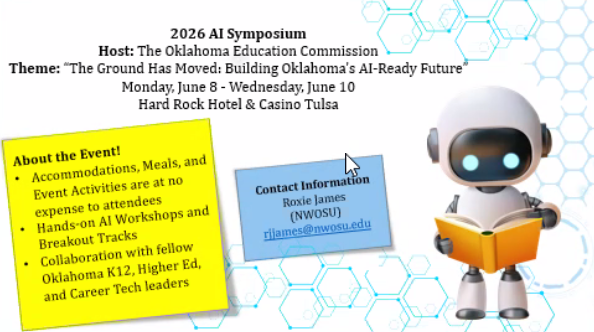 2026 AI Symposium
Host: The Oklahoma Education Commission
Theme: “The Ground Has Moved: Building Oklahoma's AI-Ready Future”
Monday, June 8 - Wednesday, June 10
Hard Rock Hotel & Casino Tulsa
About the Event!
• Accommodations, Meals, and
Event Activities are at no
expense to attendees
• Hands-on AI Workshops and
Breakout Tracks
• Collaboration with fellow
Oklahoma K12, Higher Ed,
and Career Tech leaders
Contact Information
Roxie James
(NWOSU)
rjjames@nwosu.edu